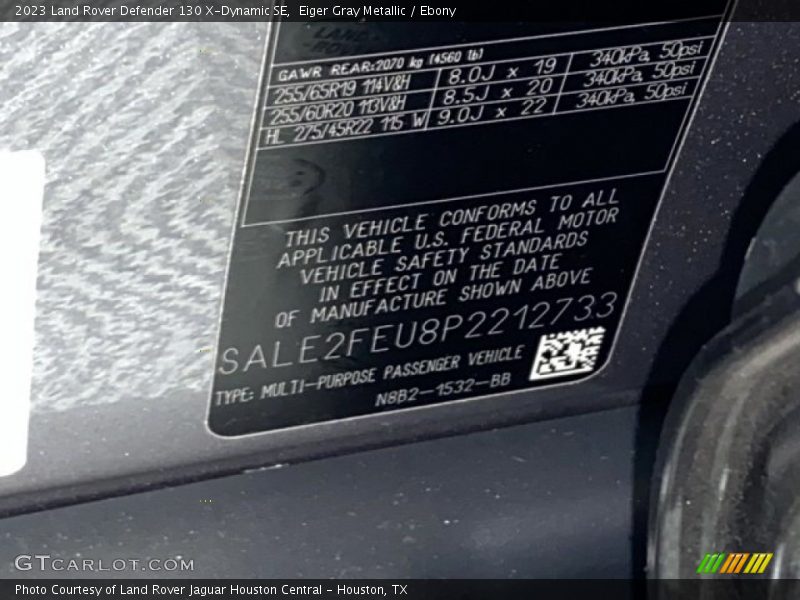 2023 Land Rover Defender 130 X-Dynamic SE,  Eiger Gray Metallic / Ebony
GAWR REAR:2070 kg (4560 lb)
255/65R19 114V&H 8.0J x 19 340kPa, 50psi
255/60R20 113V&H 8.5J x 20 340kPa, 50psi
HL 275/45R22 115 W 9.0J x 22 340kPa, 50psi
THIS VEHICLE CONFORMS TO ALL
APPLICABLE U.S. FEDERAL MOTOR
VEHICLE SAFETY STANDARDS
IN EFFECT ON THE DATE
OF MANUFACTURE SHOWN ABOVE
SALE2FEU8P2212733
TYPE: MULTI-PURPOSE PASSENGER VEHICLE
N8B2-1532-BB
GTCARLOT.COM
Photo Courtesy of Land Rover Jaguar Houston Central - Houston, TX